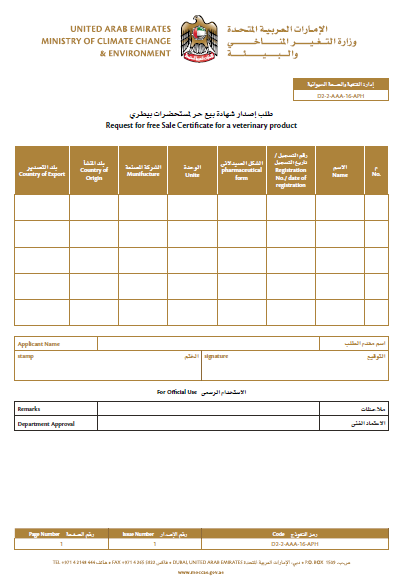 UNITED ARAB EMIRATES
MINISTRY OF CLIMATE CHANGE
& ENVIRONMENT
الإمارات العربية المتحدة
وزارة التغير المناخي
والبيئة
إدارة التنمية والصحة الحيوانية
D2-2-AAA-16-APH
طلب إصدار شهادة بيع حر لمستحضرات بيطري
Request for free Sale Certificate for a veterinary product
بلد التصدير
Country of Export
بلد المنشأ
Country of
Origin
الشركة المصنعة
Munifucture
الوحدة
Unite
الشكل الصيدلاني
pharmaceutical
form
رقم التسجيل /
تاريخ التسجيل
Registration
No./ date of
registration
الاسم
Name
م
No.
Applicant Name
اسم مقدم الطلب
stamp الختم
signature التوقيع
For Official Use الاستخدام الرسمي
Remarks
ملاحظات
Department Approval
الاعتماد الفني
Page Number رقم الصفحة
Issue Number رقم الإصدار
Code رمز النموذج
1
1
D2-2-AAA-16-APH
TEL +971 4 2148 444 هاتف • FAX +971 4 265 5822 فاكس • DUBAI, UNITED ARAB EMIRATES دبي، الإمارات العربية المتحدة • P.O. BOX 1509 ص.ب
www.moccae.gov.ae